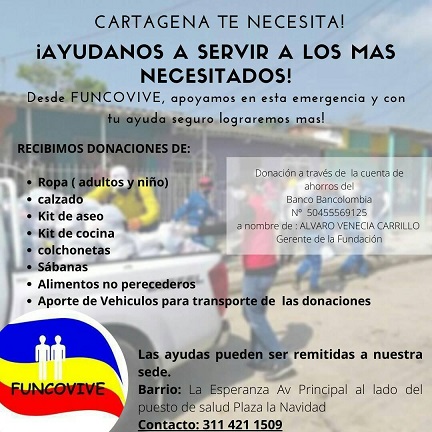 CARTAGENA TE NECESITA!
¡AYUDANOS A SERVIR A LOS MAS
NECESITADOS!
Desde FUNCOVIVE, apoyamos en esta emergencia y con
tu ayuda seguro lograremos mas!
RECIBIMOS DONACIONES DE:
• Ropa ( adultos y niño)
• calzado
• Kit de aseo
• Kit de cocina
• colchonetas
• Sábanas
• Alimentos no perecederos
• Aporte de Vehiculos para transporte de las donaciones
Donación a través de la cuenta de
ahorros del
Banco Bancolombia
N° 50455569125
a nombre de : ALVARO VENECIA CARRILLO
Gerente de la Fundación
FUNCOVIVE
Las ayudas pueden ser remitidas a nuestra
sede.
Barrio: La Esperanza Av Principal al lado del
puesto de salud Plaza la Navidad
Contacto: 311 421 1509